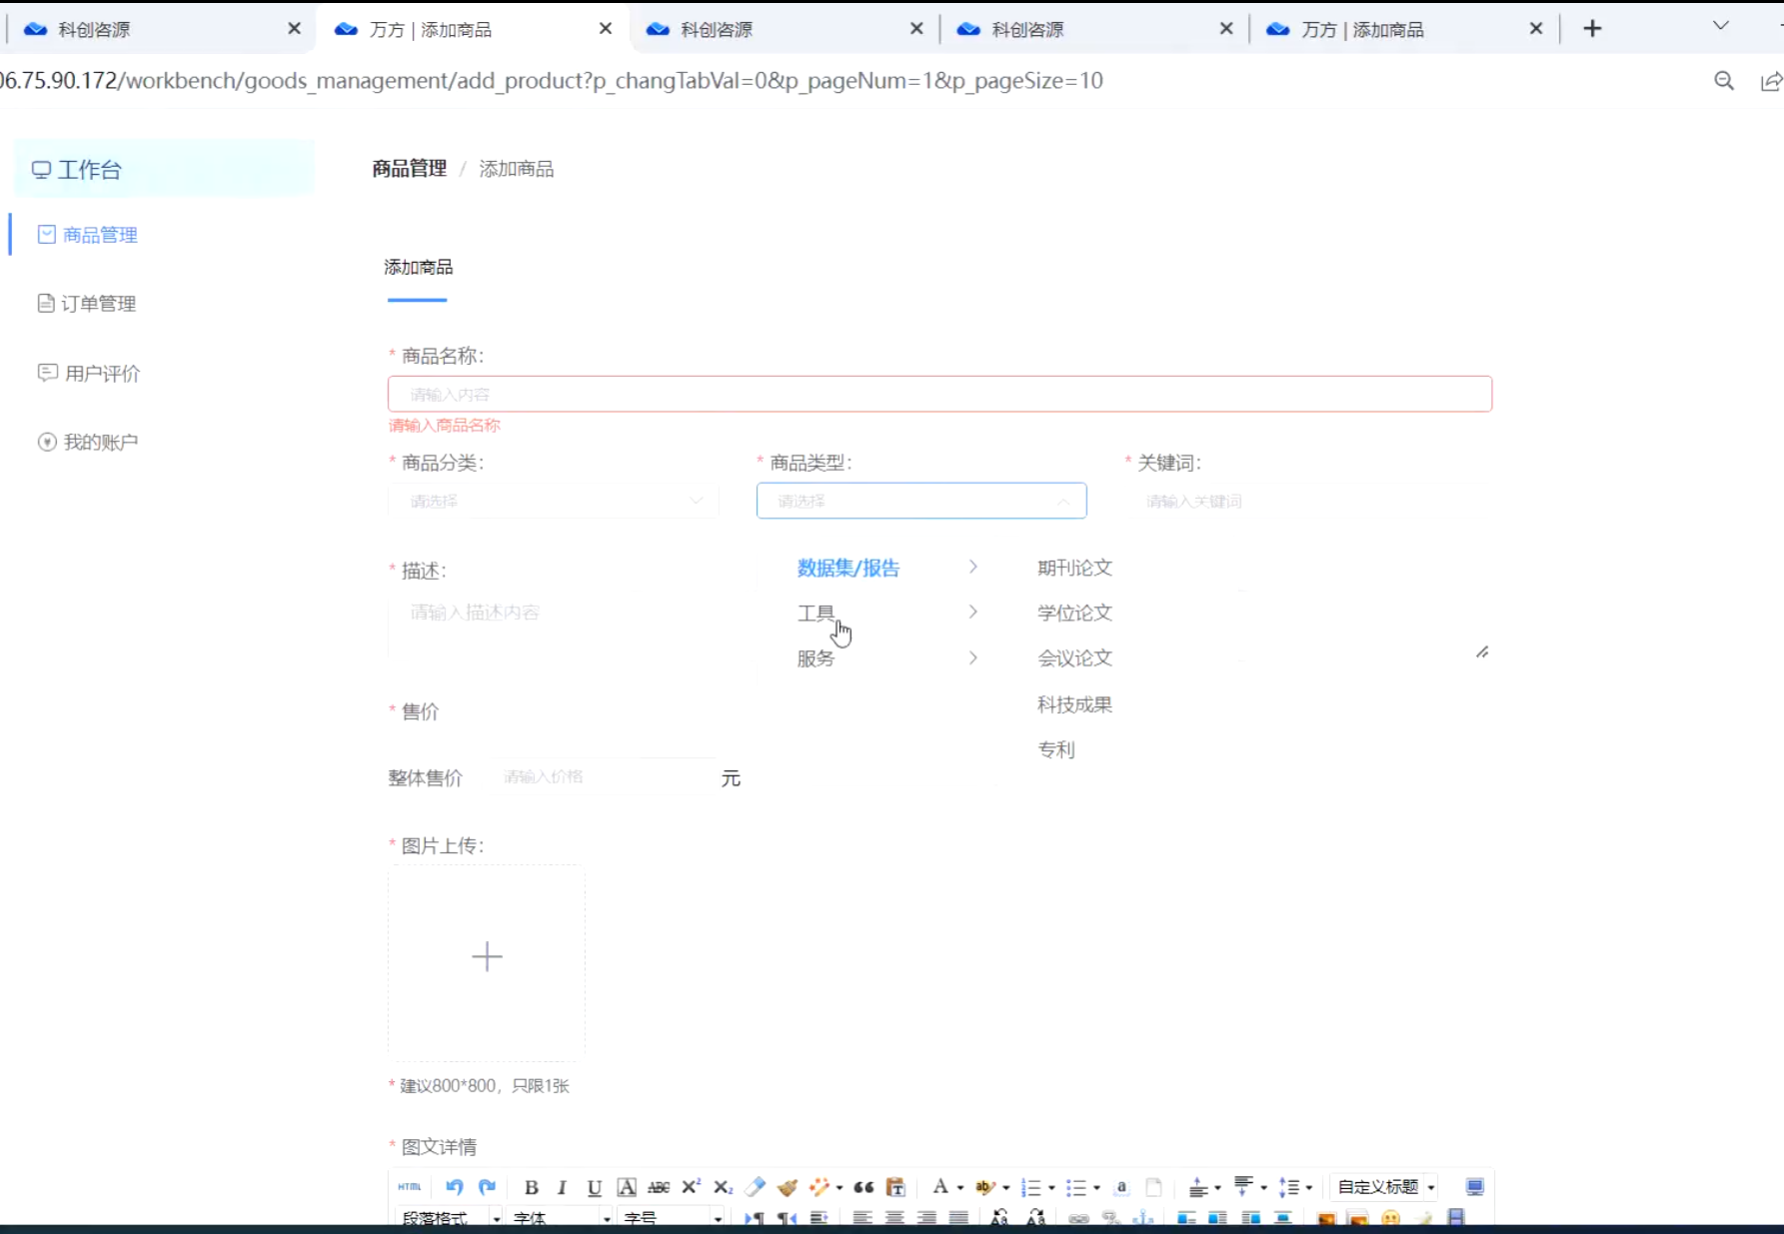 科创咨源
万方 | 添加商品
科创咨源
科创咨源
万方 | 添加商品
06.75.90.172/workbench/goods_management/add_product?p_changTabVal=0&p_pageNum=1&p_pageSize=10
工作台
商品管理 / 添加商品
商品管理
添加商品
订单管理
* 商品名称:
用户评价
请输入内容
请输入商品名称
我的账户
* 商品分类:
* 商品类型:
* 关键词:
请选择
请选择
请输入关键词
* 描述:
请输入描述内容
数据集/报告
工具
服务
期刊论文
学位论文
会议论文
科技成果
专利
* 售价
整体售价 请输入价格 元
* 图片上传:
* 建议800*800，只限1张
* 图文详情
HTML B I U A ABC X² X₂ 自定义标题
段落格式 字体 字号